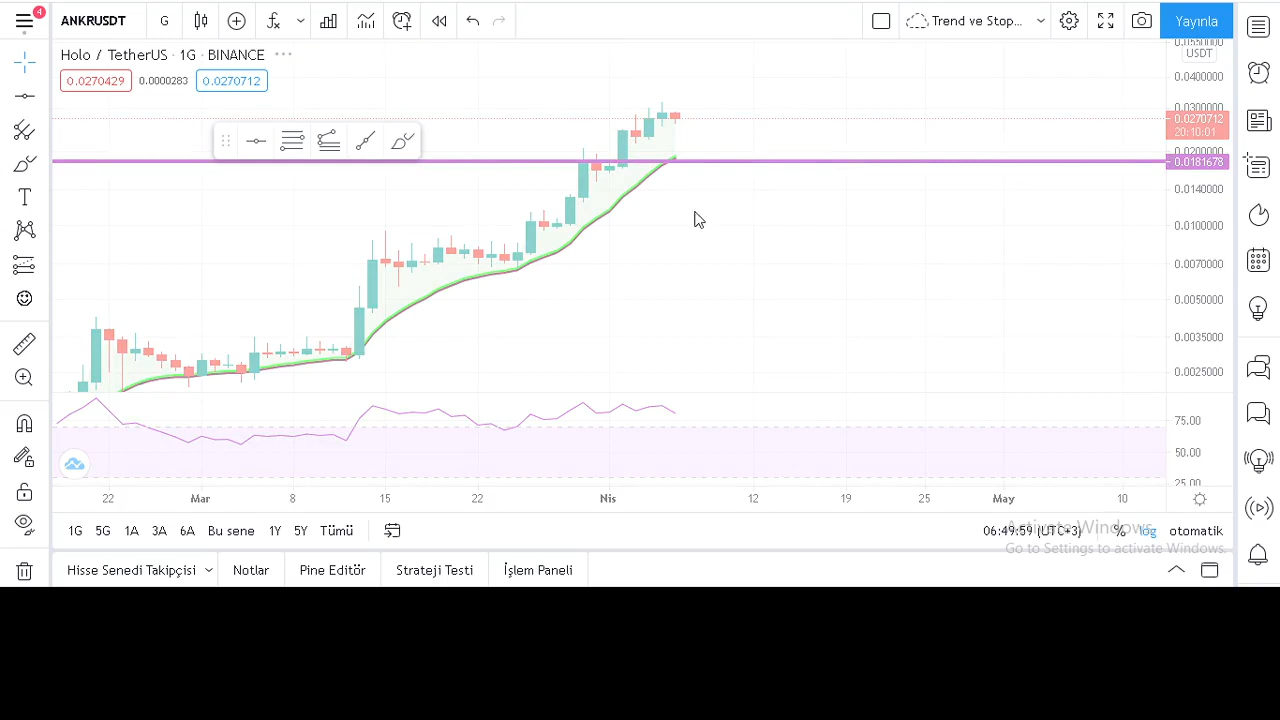 4
ANKRUSDT
G
Trend ve Stop...
Yayınla
Holo / TetherUS · 1G · BINANCE
0.0270429
0.0000283
0.0270712
USDT
0.0400000
0.0300000
0.0270712
20:10:01
0.0200000
0.0181678
0.0140000
0.0100000
0.0070000
0.0050000
0.0035000
0.0025000
75.00
50.00
25.00
22
Mar
8
15
22
Nis
12
19
25
May
10
1G
5G
1A
3A
6A
Bu sene
1Y
5Y
Tümü
06:49:59 (UTC+3)
%
log
otomatik
Activate Windows
Go to Settings to activate Windows.
Hisse Senedi Takipçisi
Notlar
Pine Editör
Strateji Testi
İşlem Paneli